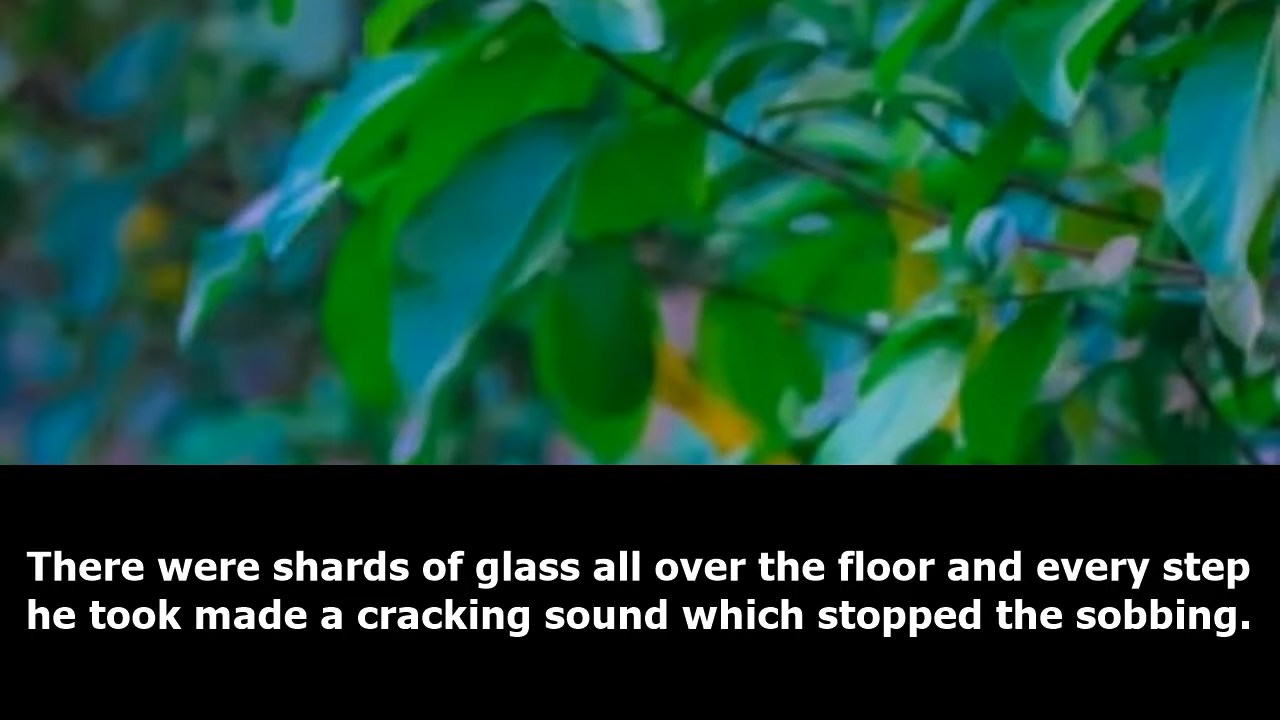 There were shards of glass all over the floor and every step
he took made a cracking sound which stopped the sobbing.